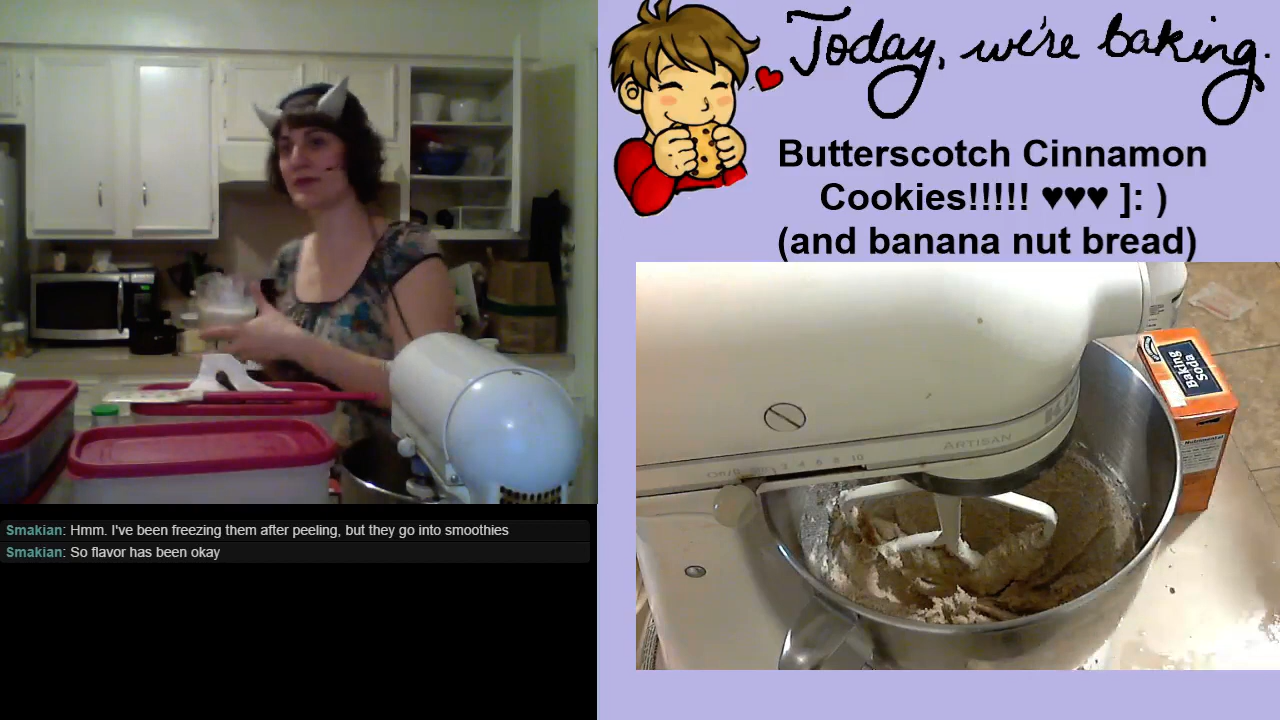 Today, we're baking.
Butterscotch Cinnamon
Cookies!!!!! ♥♥♥ ]: )
(and banana nut bread)
Baking
Soda
ARTISAN
Smakian: Hmm. I've been freezing them after peeling, but they go into smoothies
Smakian: So flavor has been okay